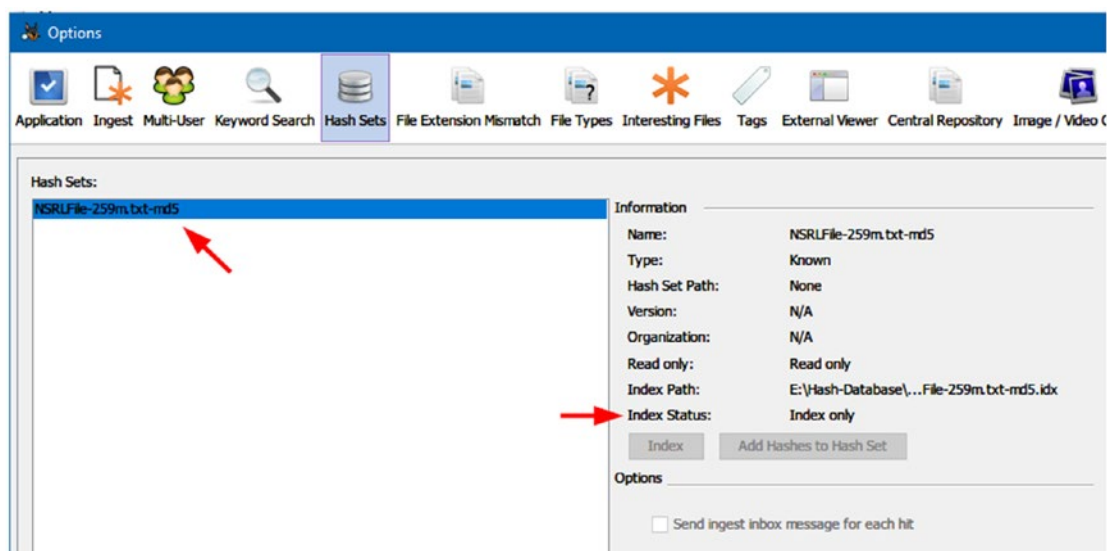 Options
Application Ingest Multi-User Keyword Search Hash Sets File Extension Mismatch File Types Interesting Files Tags External Viewer Central Repository Image / Video
Hash Sets:
NSRLFile-259m.txt-md5
Information
Name: NSRLFile-259m.txt-md5
Type: Known
Hash Set Path: None
Version: N/A
Organization: N/A
Read only: Read only
Index Path: E:\Hash-Database\...File-259m.txt-md5.idx
Index Status: Index only
Index Add Hashes to Hash Set
Options
Send ingest inbox message for each hit